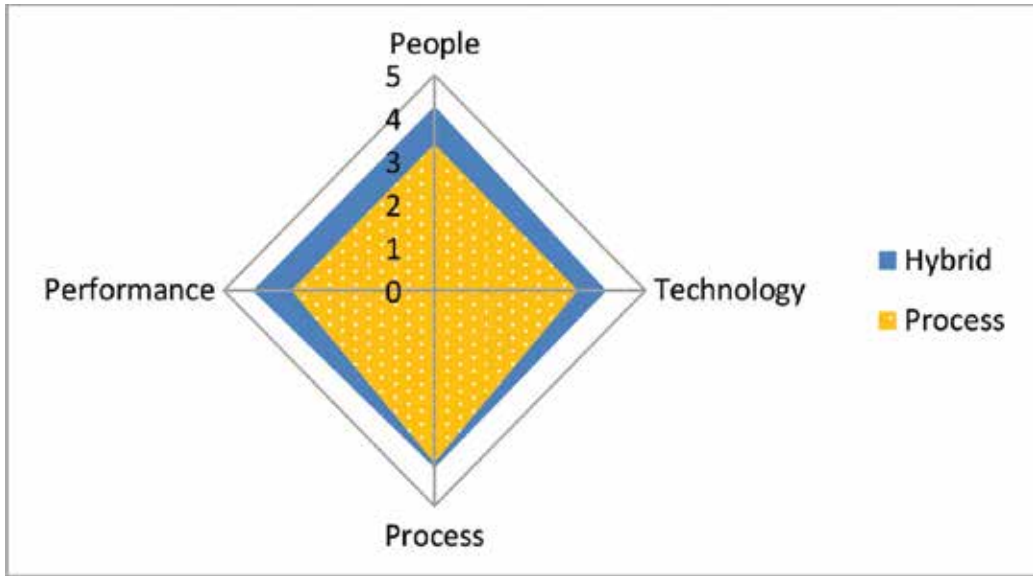 People
5
4
3
2
1
0
Performance
Technology
Process
Hybrid
Process